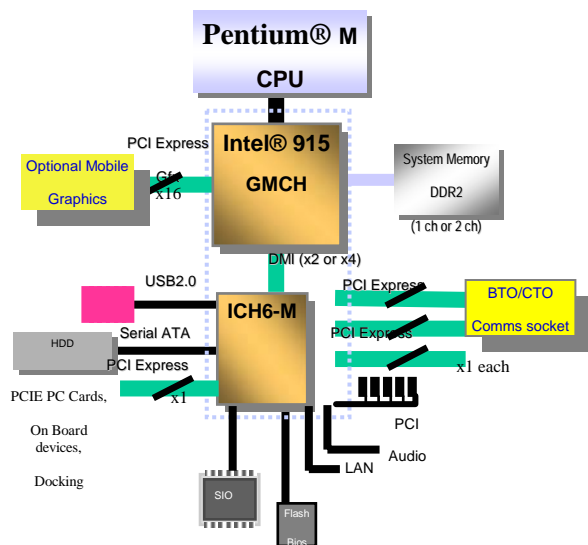 Pentium® M
CPU
PCI Express
Gfx
x16
Optional Mobile
Graphics
Intel® 915
GMCH
System Memory
DDR2
(1 ch or 2 ch)
DMI (x2 or x4)
USB2.0
ICH6-M
PCI Express
BTO/CTO
Comms socket
PCI Express
x1 each
HDD
Serial ATA
PCI Express
x1
PCIE PC Cards,
On Board
devices,
Docking
PCI
Audio
LAN
SIO
Flash
Bios